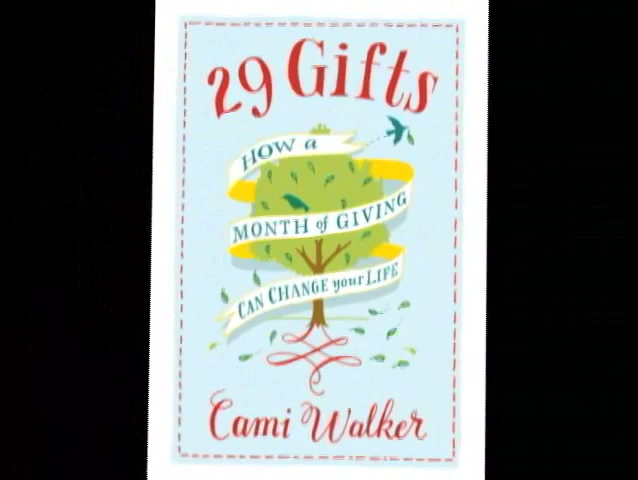 29 Gifts
HOW a
MONTH of GIVING
CAN CHANGE your LIFE
Cami Walker